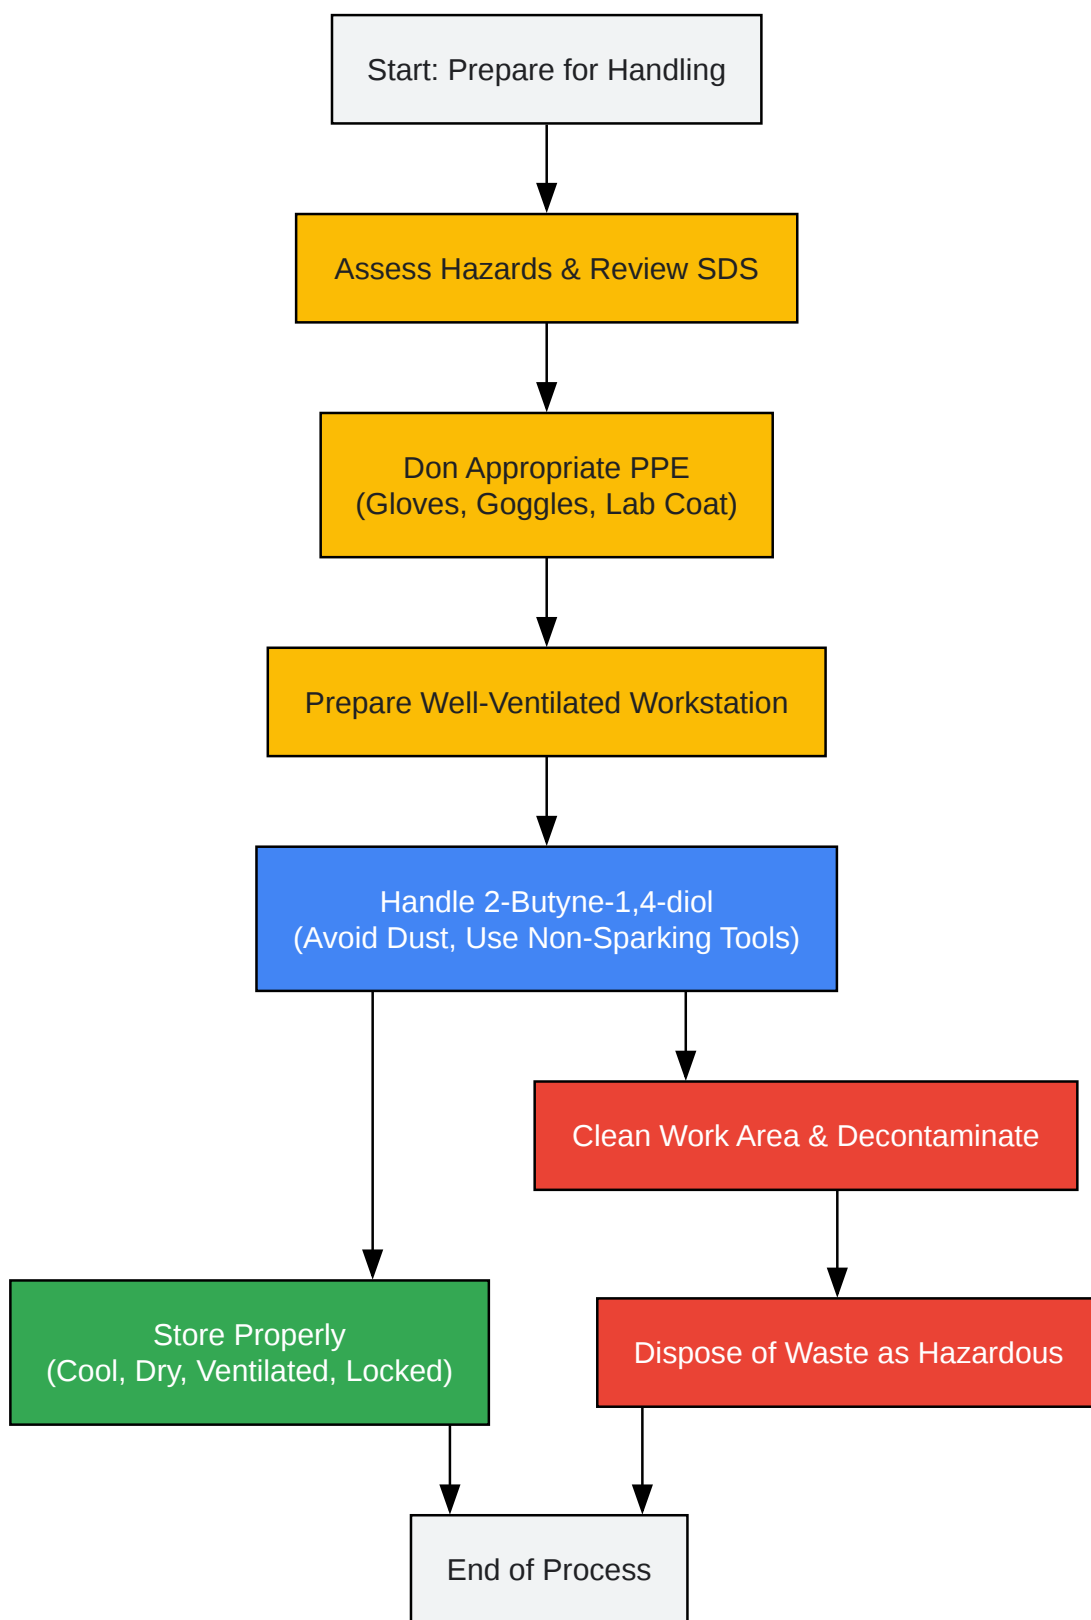 Start: Prepare for Handling
Assess Hazards & Review SDS
Don Appropriate PPE
(Gloves, Goggles, Lab Coat)
Prepare Well-Ventilated Workstation
Handle 2-Butyne-1,4-diol
(Avoid Dust, Use Non-Sparking Tools)
Clean Work Area & Decontaminate
Store Properly
(Cool, Dry, Ventilated, Locked)
Dispose of Waste as Hazardous
End of Process